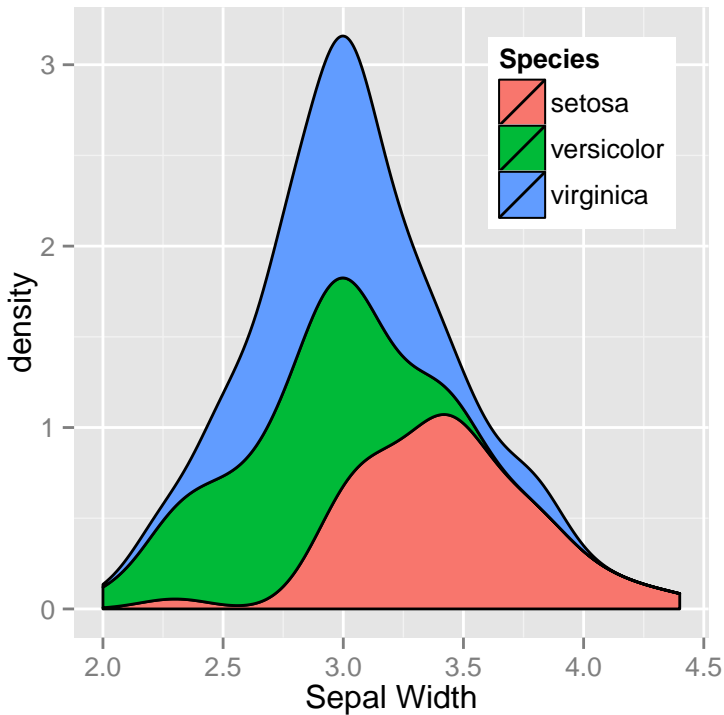 Species
setosa
versicolor
virginica
3
2
1
0
density
2.0 2.5 3.0 3.5 4.0 4.5
Sepal Width